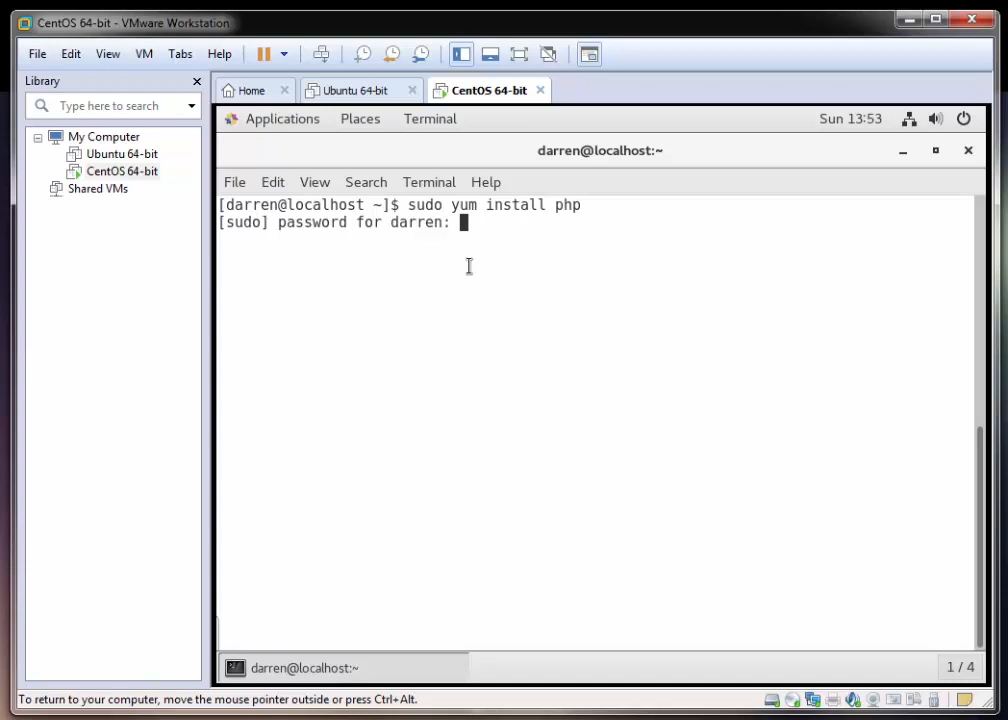 CentOS 64-bit - VMware Workstation
File Edit View VM Tabs Help
Library
Type here to search
My Computer
Ubuntu 64-bit
CentOS 64-bit
Shared VMs
Home Ubuntu 64-bit CentOS 64-bit
Applications Places Terminal Sun 13:53
darren@localhost:~
File Edit View Search Terminal Help
[darren@localhost ~]$ sudo yum install php
[sudo] password for darren:
darren@localhost:~ 1 / 4
To return to your computer, move the mouse pointer outside or press Ctrl+Alt.